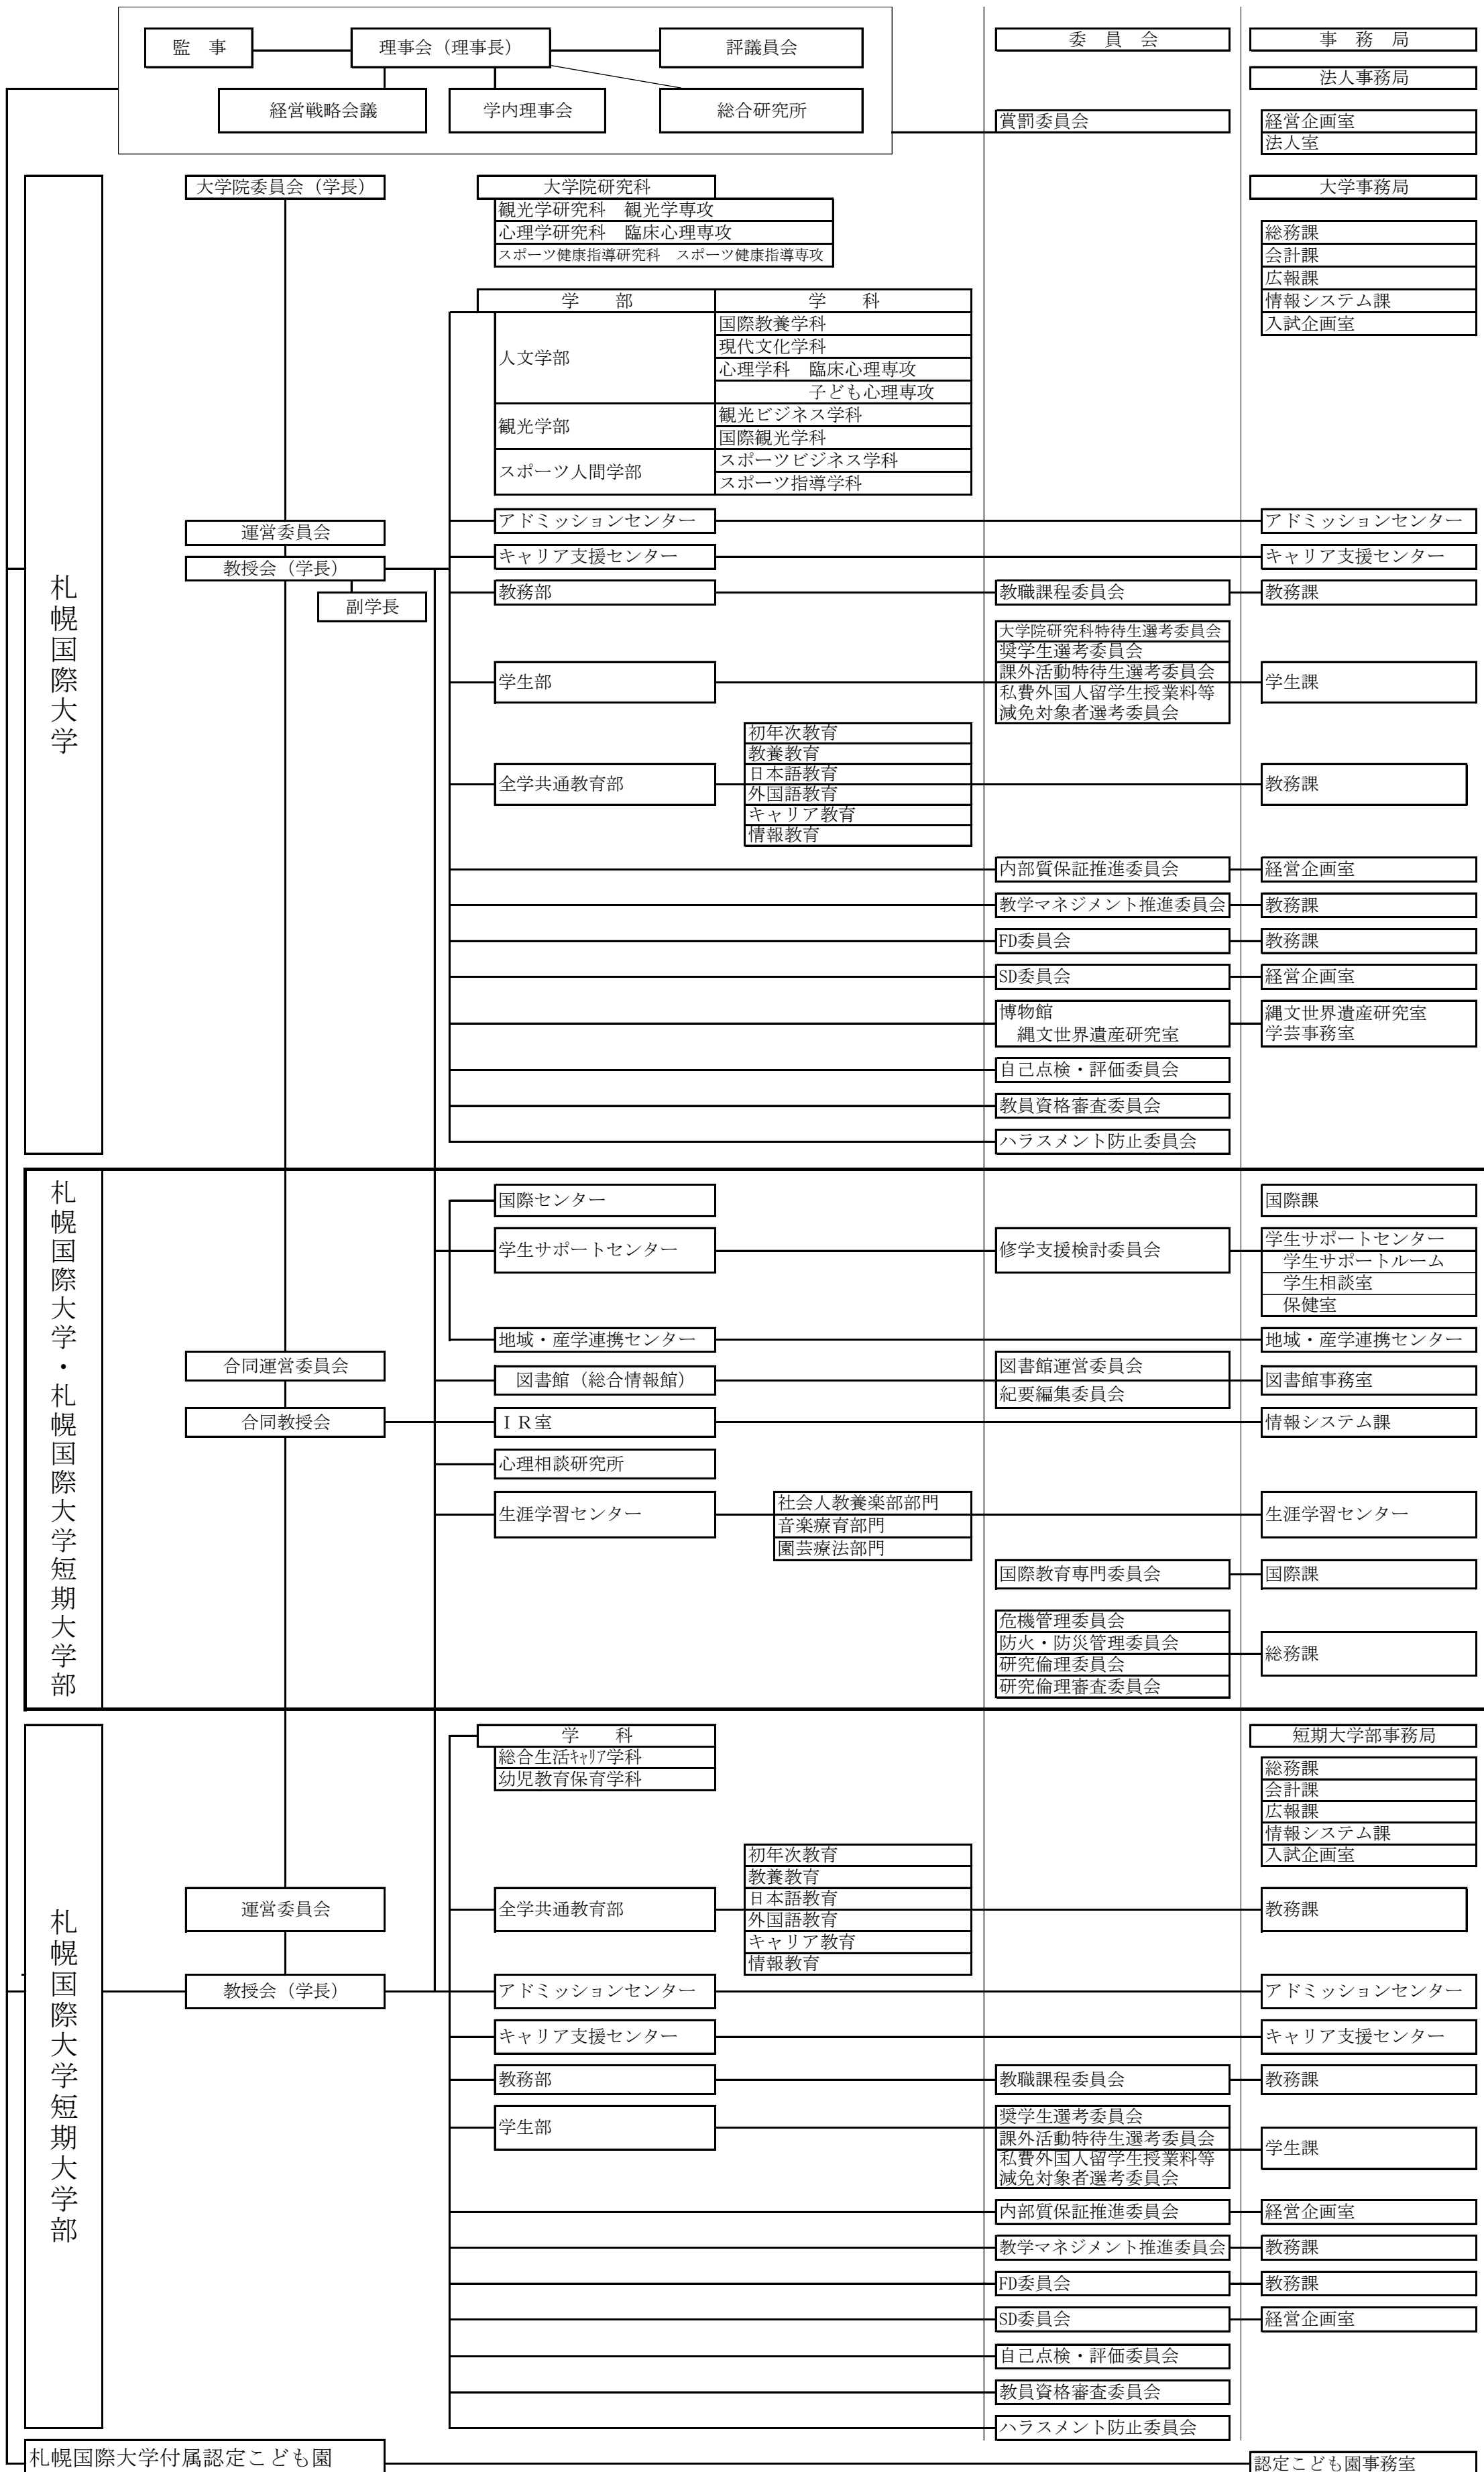 監　事
理事会（理事長）
評議員会
委　員　会
事　務　局
法人事務局
経営戦略会議
学内理事会
総合研究所
賞罰委員会
経営企画室
法人室
札幌国際大学
大学院委員会（学長）
大学院研究科
大学事務局
観光学研究科　観光学専攻
心理学研究科　臨床心理専攻
スポーツ健康指導研究科　スポーツ健康指導専攻
総務課
会計課
広報課
情報システム課
入試企画室
学　　部
学　　科
人文学部
国際教養学科
現代文化学科
心理学科　臨床心理専攻
子ども心理専攻
観光学部
観光ビジネス学科
国際観光学科
スポーツ人間学部
スポーツビジネス学科
スポーツ指導学科
運営委員会
アドミッションセンター
アドミッションセンター
教授会（学長）
キャリア支援センター
キャリア支援センター
副学長
教務部
教職課程委員会
教務課
学生部
大学院研究科特待生選考委員会
奨学生選考委員会
課外活動特待生選考委員会
私費外国人留学生授業料等
減免対象者選考委員会
学生課
全学共通教育部
初年次教育
教養教育
日本語教育
外国語教育
キャリア教育
情報教育
教務課
内部質保証推進委員会
経営企画室
教学マネジメント推進委員会
教務課
FD委員会
教務課
SD委員会
経営企画室
博物館
縄文世界遺産研究室
縄文世界遺産研究室
学芸事務室
自己点検・評価委員会
教員資格審査委員会
ハラスメント防止委員会
札幌国際大学・札幌国際大学短期大学部
国際センター
国際課
学生サポートセンター
修学支援検討委員会
学生サポートセンター
学生サポートルーム
学生相談室
保健室
地域・産学連携センター
地域・産学連携センター
合同運営委員会
図書館（総合情報館）
図書館運営委員会
紀要編集委員会
図書館事務室
合同教授会
ＩＲ室
情報システム課
心理相談研究所
生涯学習センター
社会人教養楽部部門
音楽療育部門
園芸療法部門
生涯学習センター
国際教育専門委員会
国際課
危機管理委員会
防火・防災管理委員会
研究倫理委員会
研究倫理審査委員会
総務課
札幌国際大学短期大学部
学　　科
総合生活ｷｬﾘｱ学科
幼児教育保育学科
短期大学部事務局
総務課
会計課
広報課
情報システム課
入試企画室
運営委員会
全学共通教育部
初年次教育
教養教育
日本語教育
外国語教育
キャリア教育
情報教育
教務課
教授会（学長）
アドミッションセンター
アドミッションセンター
キャリア支援センター
キャリア支援センター
教務部
教職課程委員会
教務課
学生部
奨学生選考委員会
課外活動特待生選考委員会
私費外国人留学生授業料等
減免対象者選考委員会
学生課
内部質保証推進委員会
経営企画室
教学マネジメント推進委員会
教務課
FD委員会
教務課
SD委員会
経営企画室
自己点検・評価委員会
教員資格審査委員会
ハラスメント防止委員会
札幌国際大学付属認定こども園
認定こども園事務室